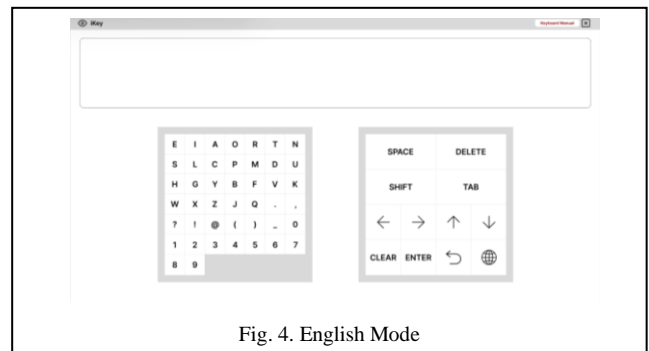 iKey
Keyboard Manual
E I A O R T N
S L C P M D U
H G Y B F V K
W X Z J Q . ,
? ! @ ( ) _ 0
1 2 3 4 5 6 7
8 9
SPACE DELETE
SHIFT TAB
← → ↑ ↓
CLEAR ENTER
Fig. 4. English Mode